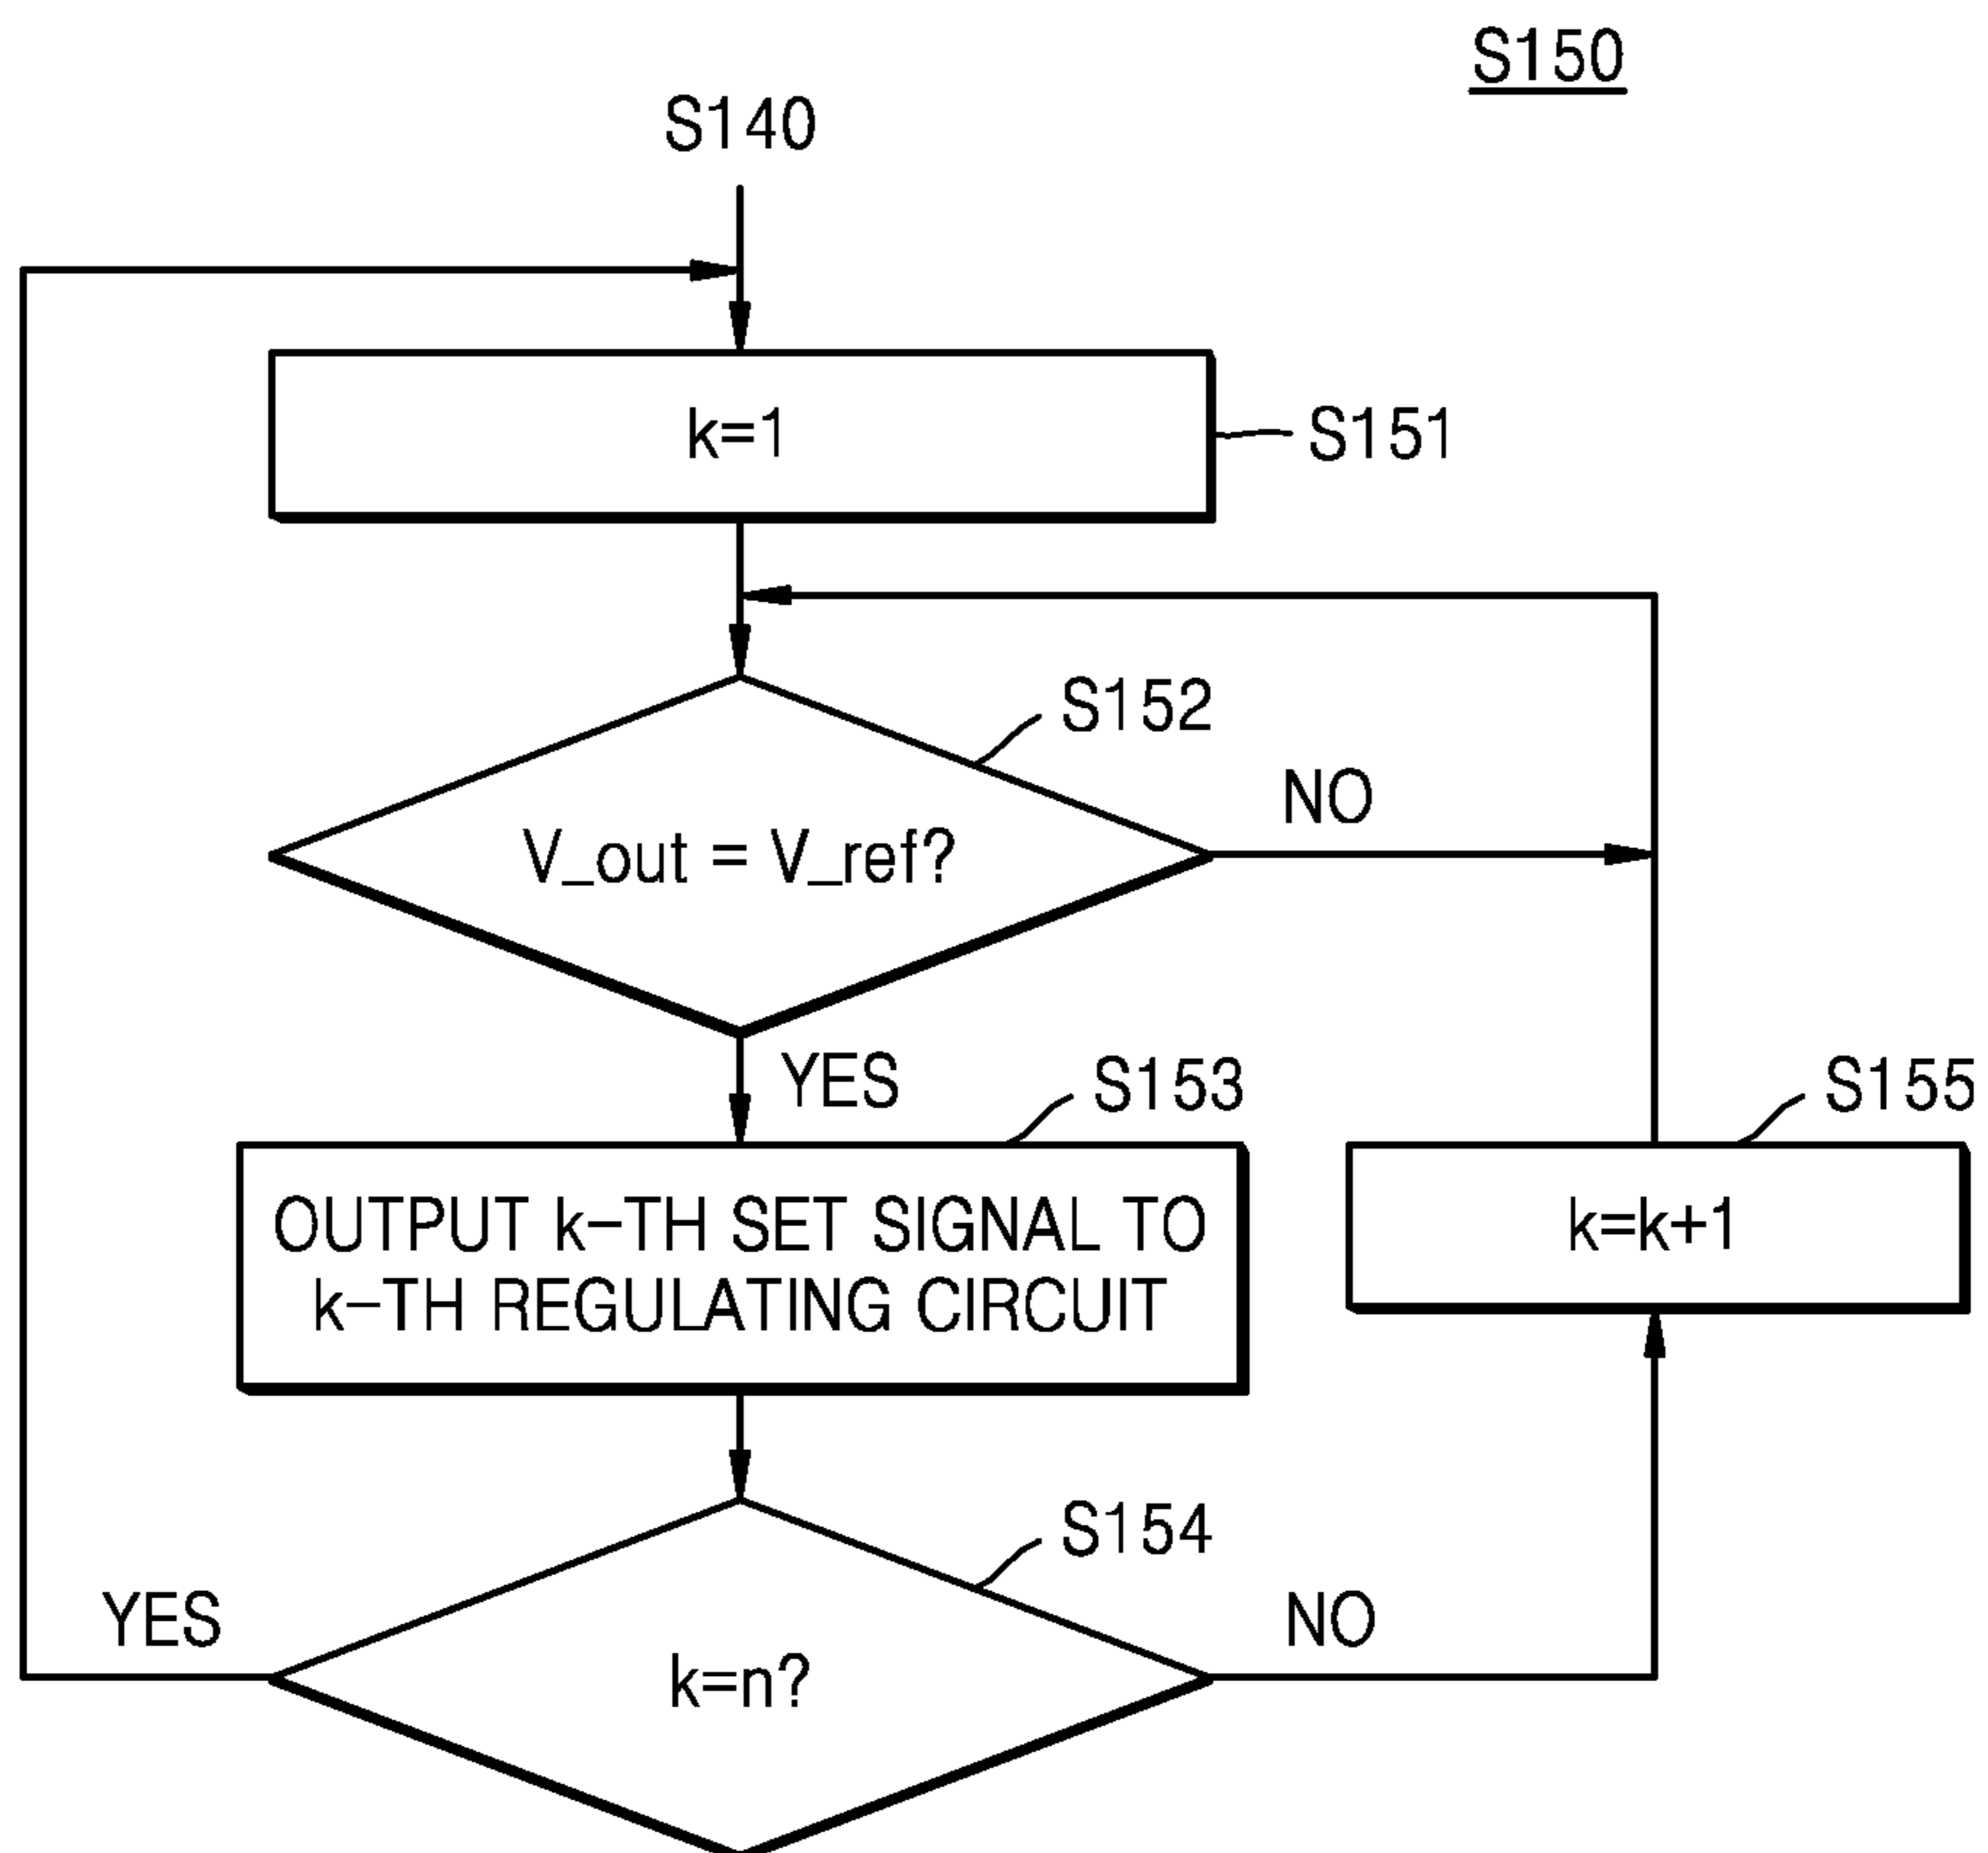 S150
S140
k=1
S151
S152
NO
V_out = V_ref?
YES
S153
S155
OUTPUT k-TH SET SIGNAL TO
k-TH REGULATING CIRCUIT
k=k+1
S154
YES
NO
k=n?